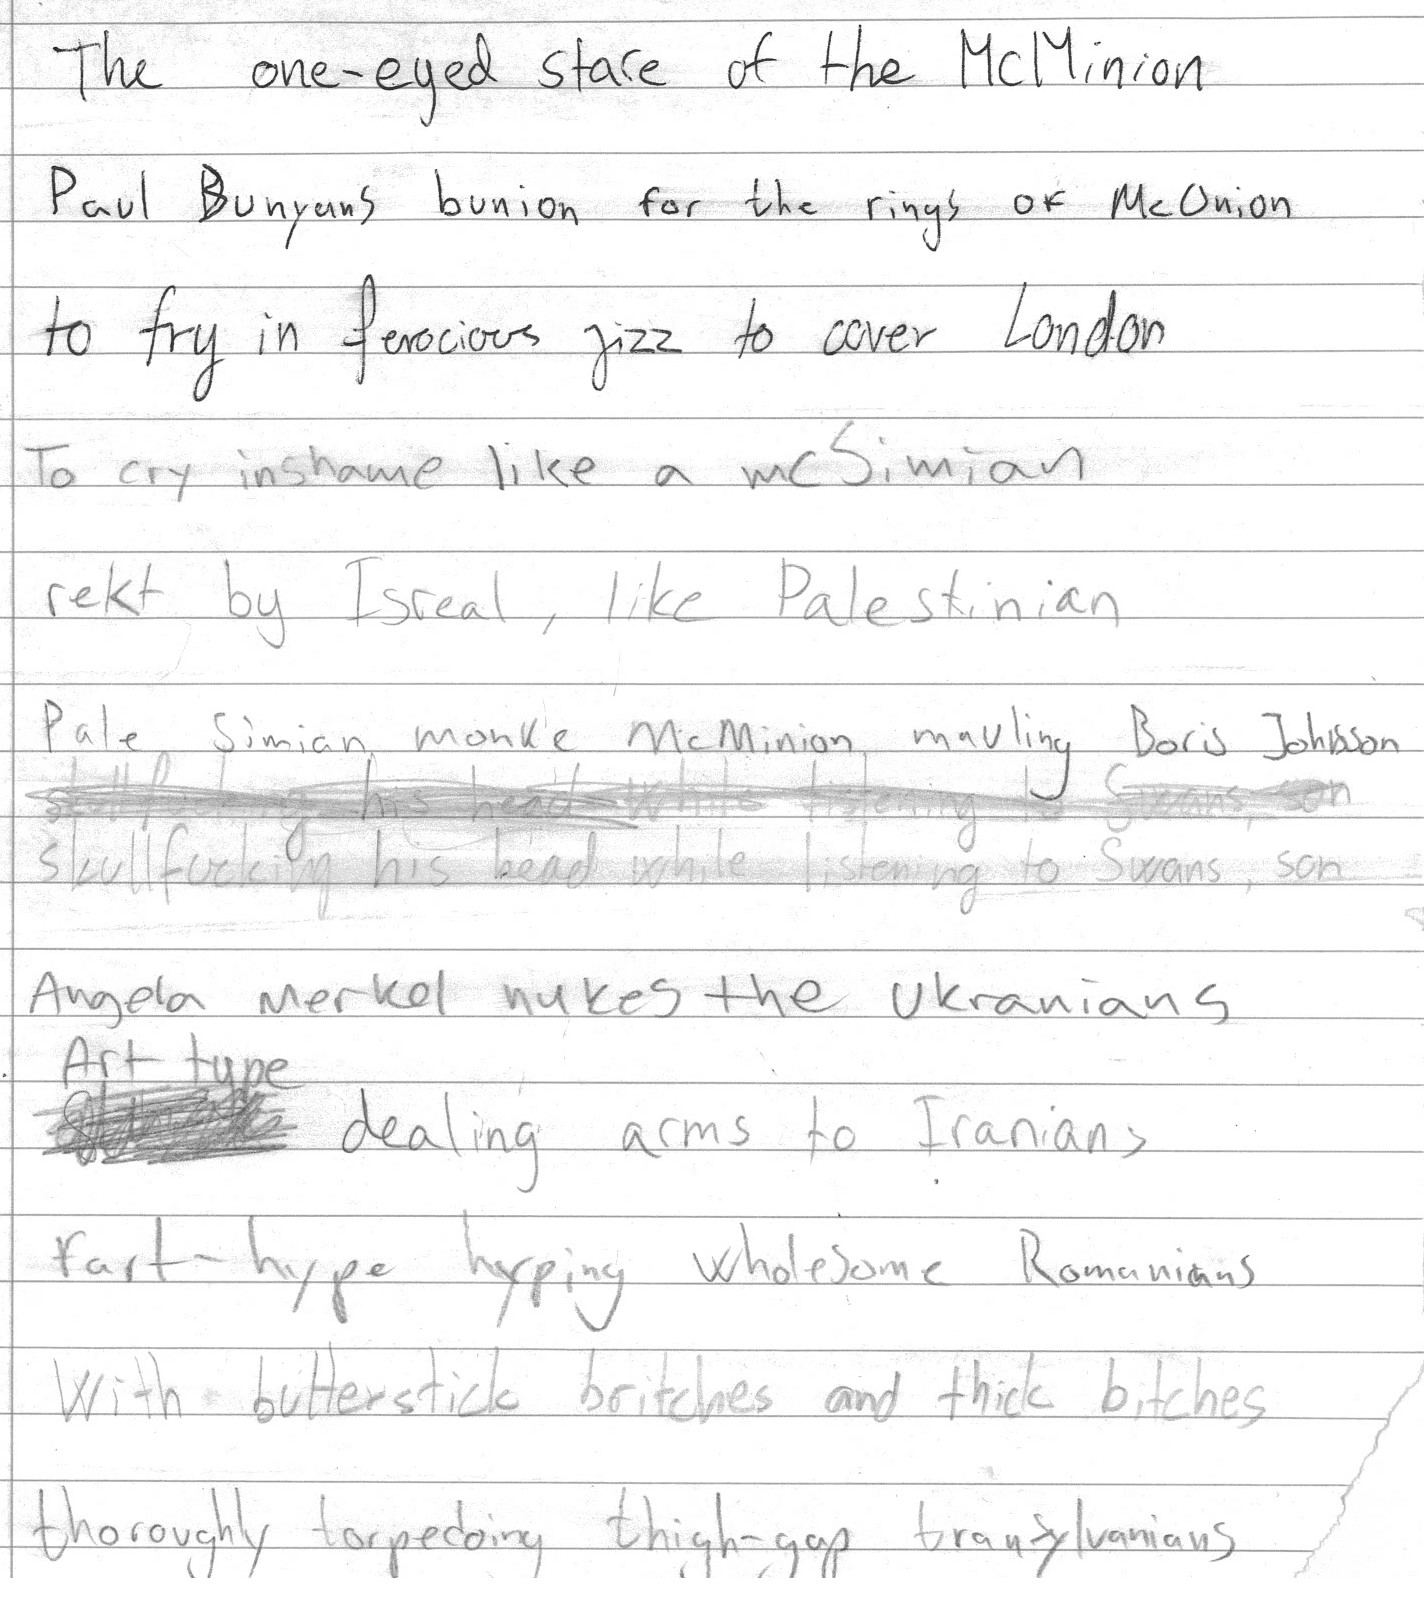 The one-eyed stare of the McMinion
Paul Bunyans bunion for the rings of McOnion
to fry in ferocious jizz to cover London
To cry in shame like a mcSimian
rekt by Isreal, like Palestinian
Pale Simian monke McMinion mauling Boris Johnson
skullfucking his head while listening to Swans, son
skullfucking his head while listening to Swans, son
Angela Merkel nukes the Ukranians
Art type
dealing arms to Iranians
Fart-hype hyping wholesome Romanians
With butterstick britches and thick bitches
thoroughly torpedoing thigh-gap transylvanians